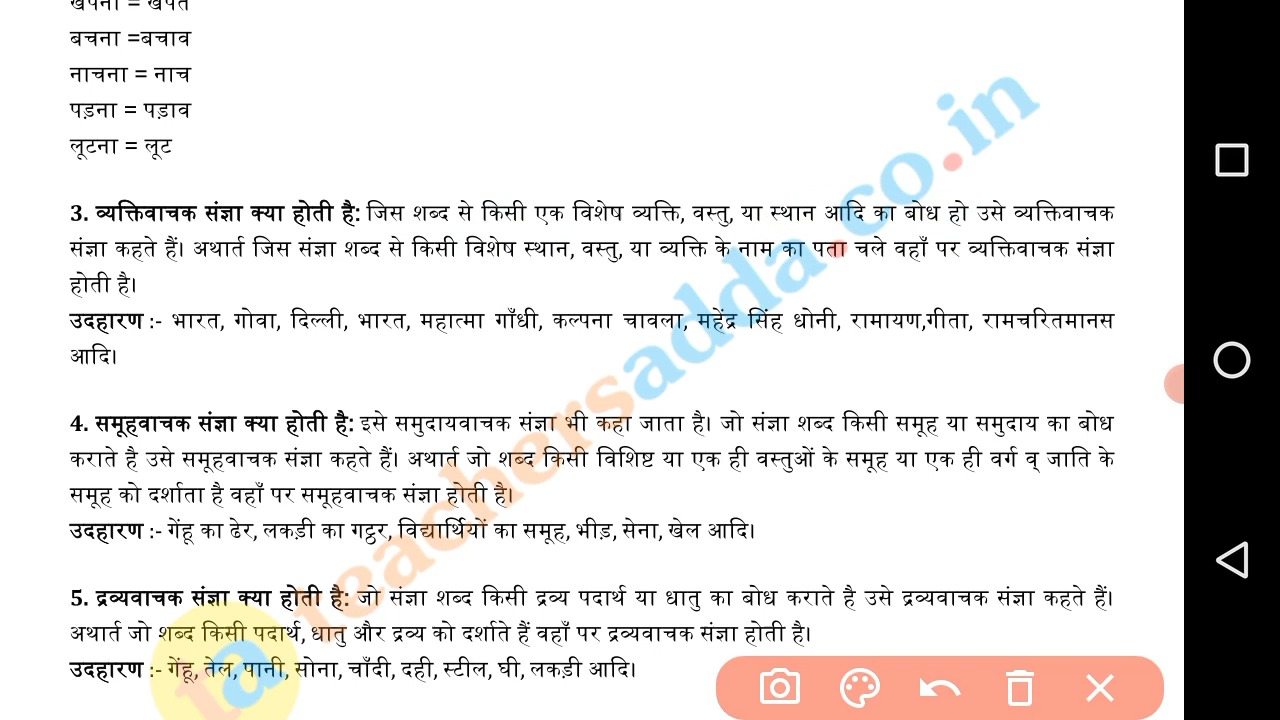 खपना = खपत
बचना =बचाव
नाचना = नाच
पड़ना = पड़ाव
लूटना = लूट
3. व्यक्तिवाचक संज्ञा क्या होती है: जिस शब्द से किसी एक विशेष व्यक्ति, वस्तु, या स्थान आदि का बोध हो उसे व्यक्तिवाचक
संज्ञा कहते हैं। अथार्त जिस संज्ञा शब्द से किसी विशेष स्थान, वस्तु, या व्यक्ति के नाम का पता चले वहाँ पर व्यक्तिवाचक संज्ञा
होती है।
उदहारण :- भारत, गोवा, दिल्ली, भारत, महात्मा गाँधी, कल्पना चावला, महेंद्र सिंह धोनी, रामायण,गीता, रामचरितमानस
आदि।
4. समूहवाचक संज्ञा क्या होती है: इसे समुदायवाचक संज्ञा भी कहा जाता है। जो संज्ञा शब्द किसी समूह या समुदाय का बोध
कराते है उसे समूहवाचक संज्ञा कहते हैं। अथार्त जो शब्द किसी विशिष्ट या एक ही वस्तुओं के समूह या एक ही वर्ग व् जाति के
समूह को दर्शाता है वहाँ पर समूहवाचक संज्ञा होती है।
उदहारण :- गेंहू का ढेर, लकड़ी का गट्ठर, विद्यार्थियों का समूह, भीड़, सेना, खेल आदि।
5. द्रव्यवाचक संज्ञा क्या होती है: जो संज्ञा शब्द किसी द्रव्य पदार्थ या धातु का बोध कराते है उसे द्रव्यवाचक संज्ञा कहते हैं।
अथार्त जो शब्द किसी पदार्थ, धातु और द्रव्य को दर्शाते हैं वहाँ पर द्रव्यवाचक संज्ञा होती है।
उदहारण :- गेंहू, तेल, पानी, सोना, चाँदी, दही, स्टील, घी, लकड़ी आदि।
teachersadda.co.in
ta